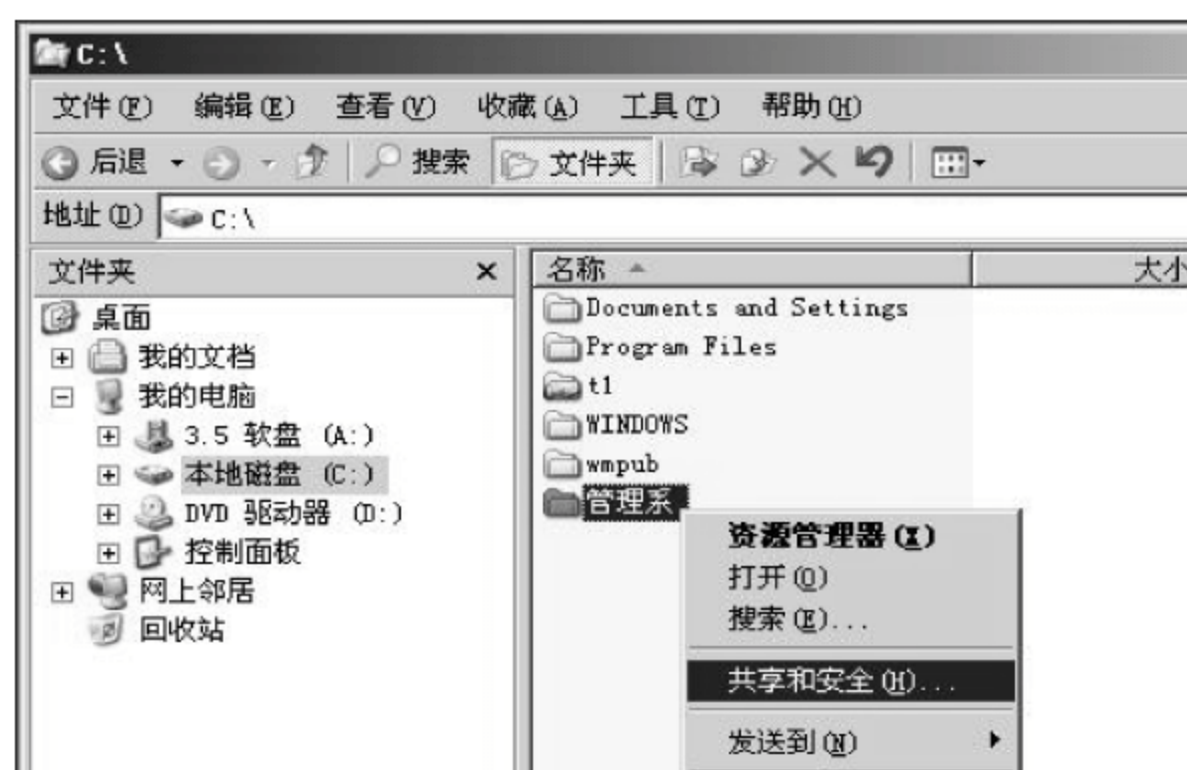 C:\
文件(F) 编辑(E) 查看(V) 收藏(A) 工具(T) 帮助(H)
后退 搜索 文件夹
地址(D) C:\
文件夹 × 名称 大小
桌面
我的文档
我的电脑
3.5 软盘 (A:)
本地磁盘 (C:)
DVD 驱动器 (D:)
控制面板
网上邻居
回收站
Documents and Settings
Program Files
t1
WINDOWS
wmpub
管理系
资源管理器(X)
打开(O)
搜索(E)...
共享和安全(H)...
发送到(N)